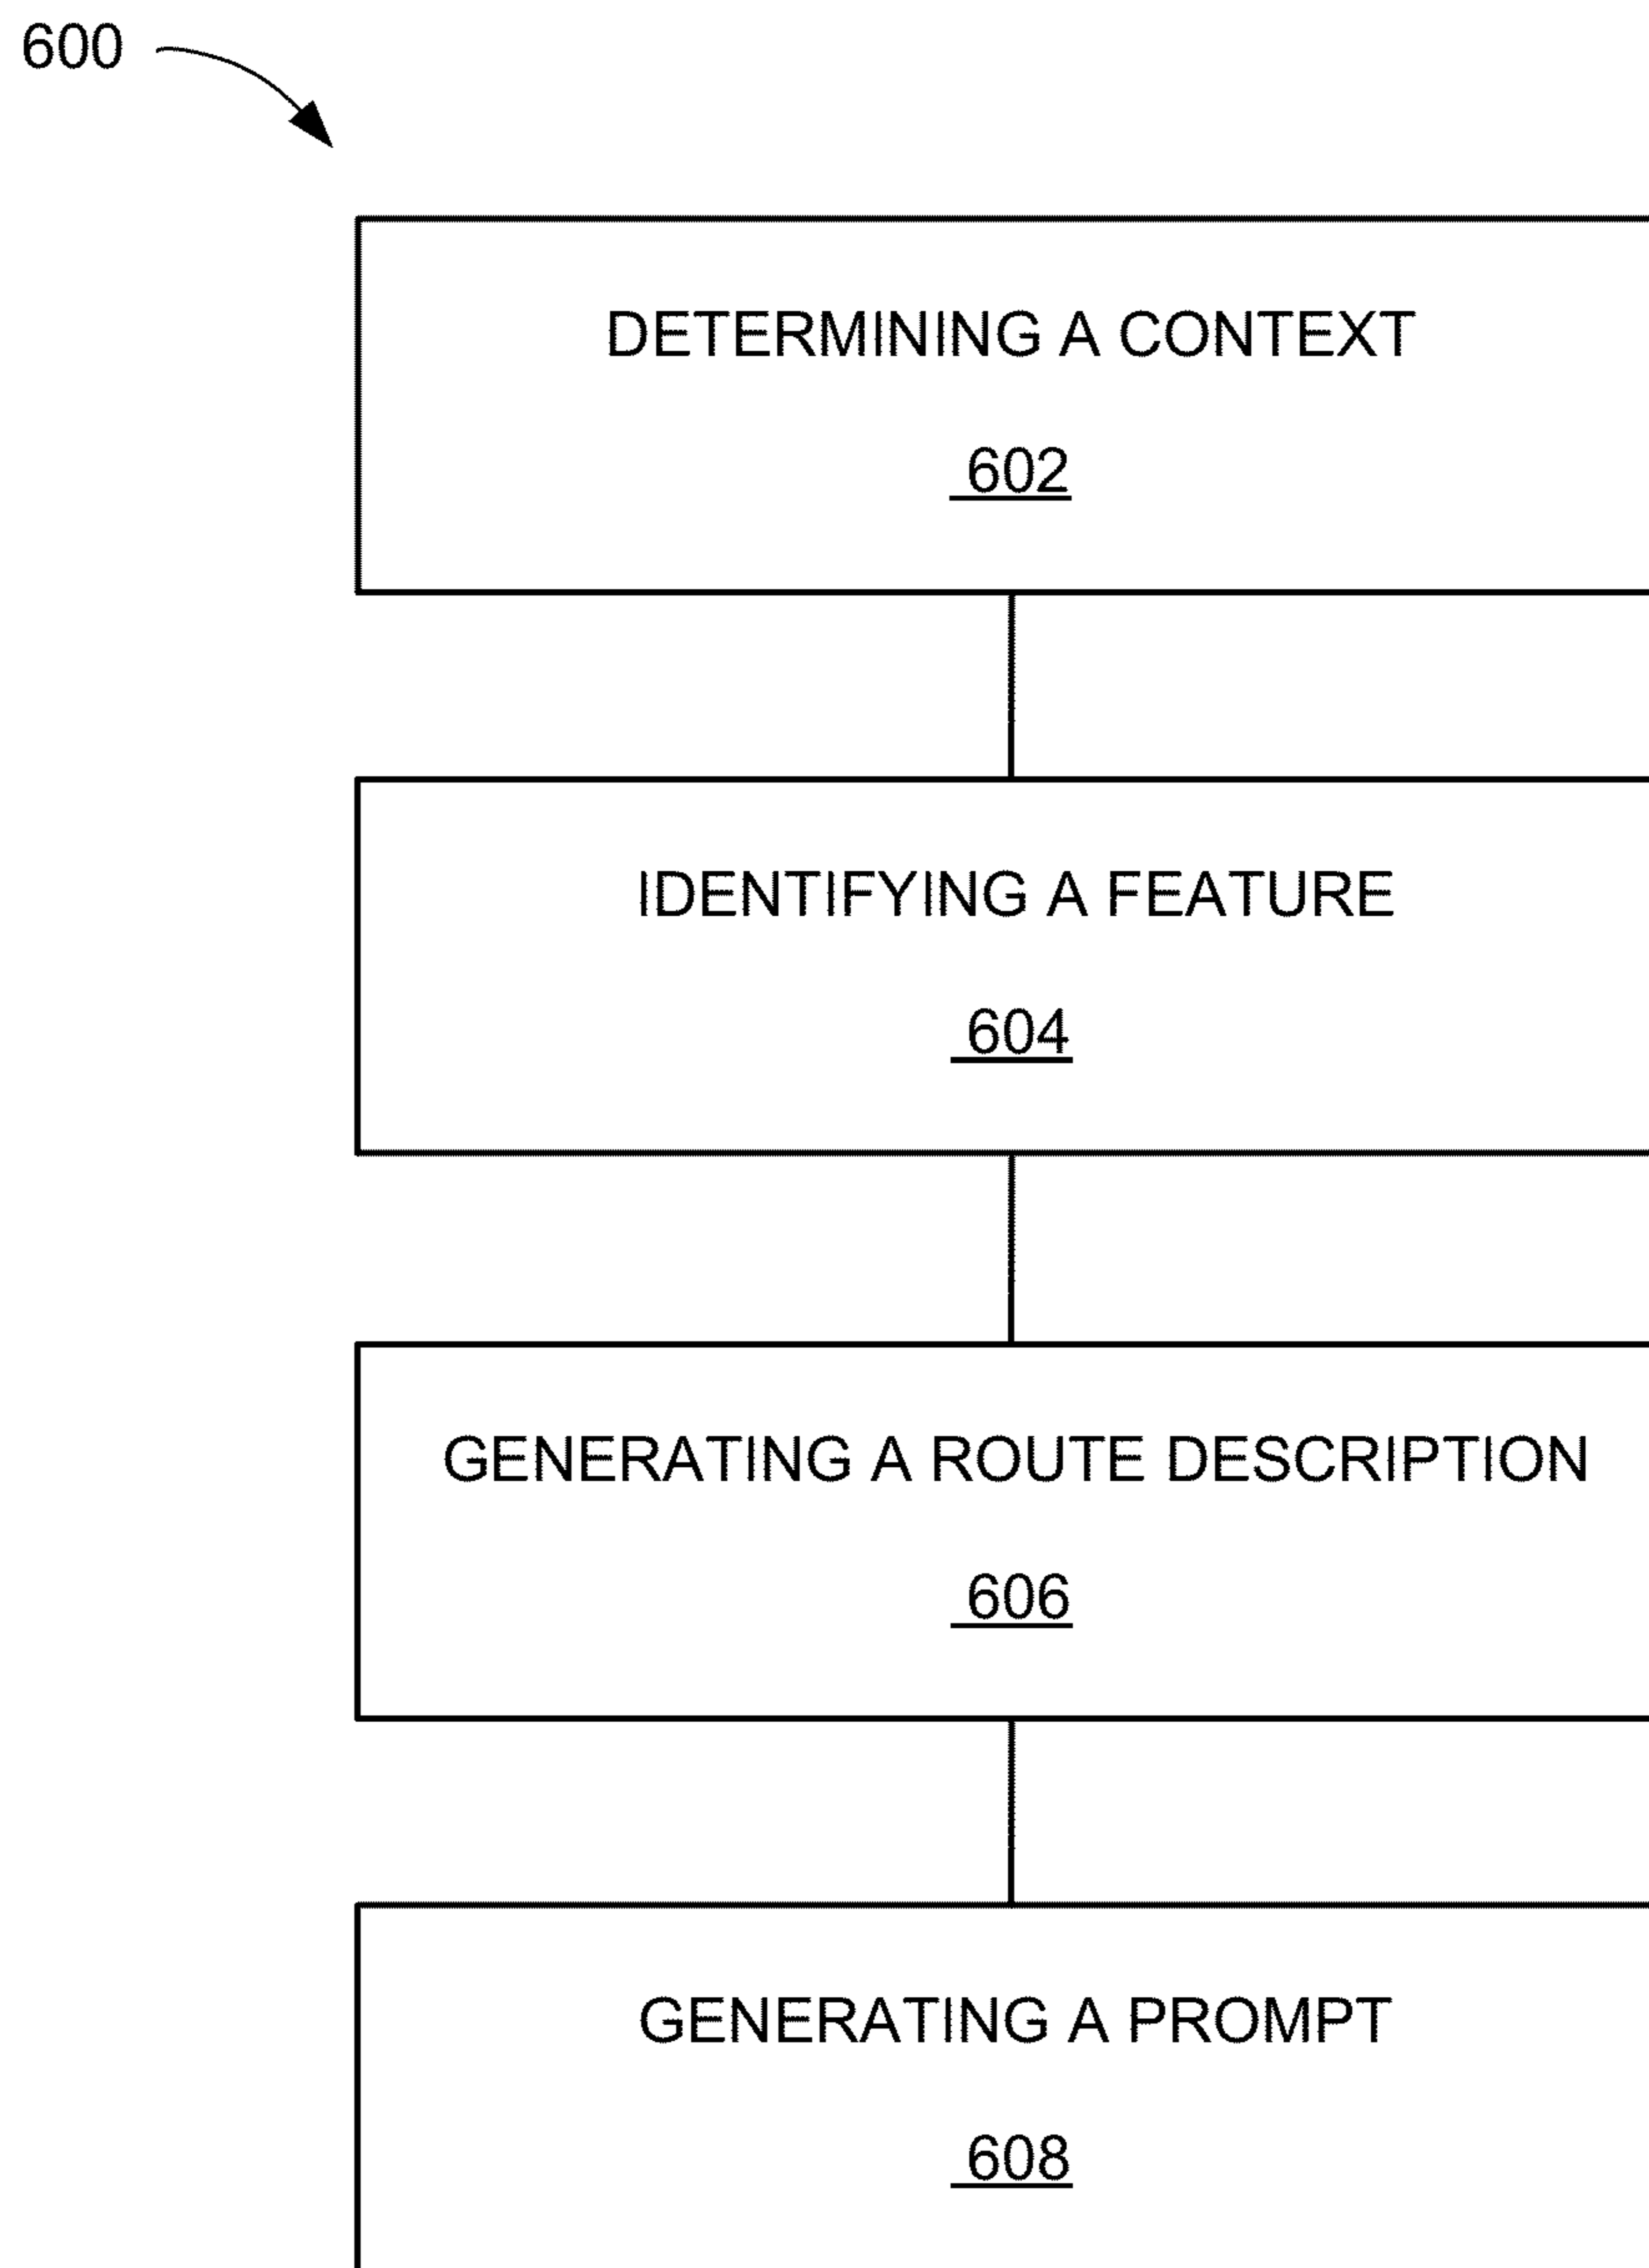 600
DETERMINING A CONTEXT
602
IDENTIFYING A FEATURE
604
GENERATING A ROUTE DESCRIPTION
606
GENERATING A PROMPT
608